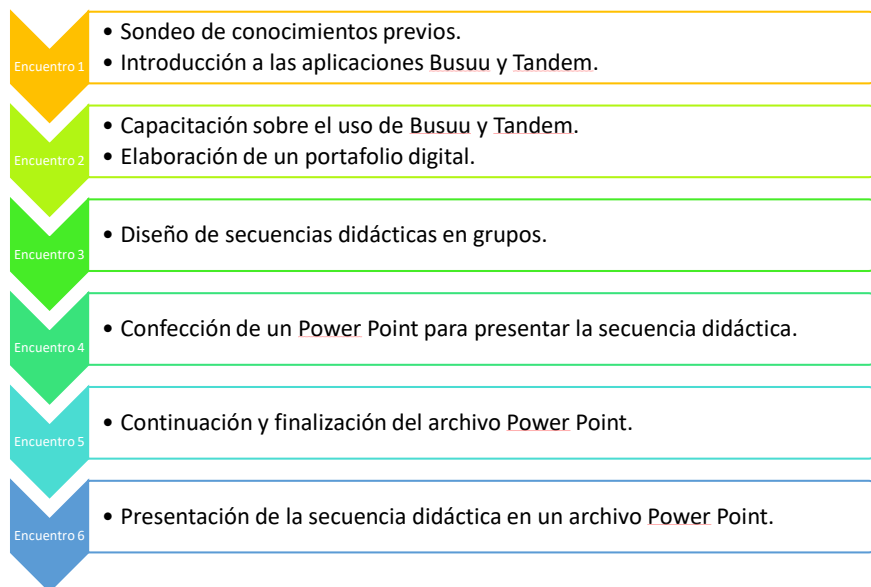 Encuentro 1
• Sondeo de conocimientos previos.
• Introducción a las aplicaciones Busuu y Tandem.
Encuentro 2
• Capacitación sobre el uso de Busuu y Tandem.
• Elaboración de un portafolio digital.
Encuentro 3
• Diseño de secuencias didácticas en grupos.
Encuentro 4
• Confección de un Power Point para presentar la secuencia didáctica.
Encuentro 5
• Continuación y finalización del archivo Power Point.
Encuentro 6
• Presentación de la secuencia didáctica en un archivo Power Point.